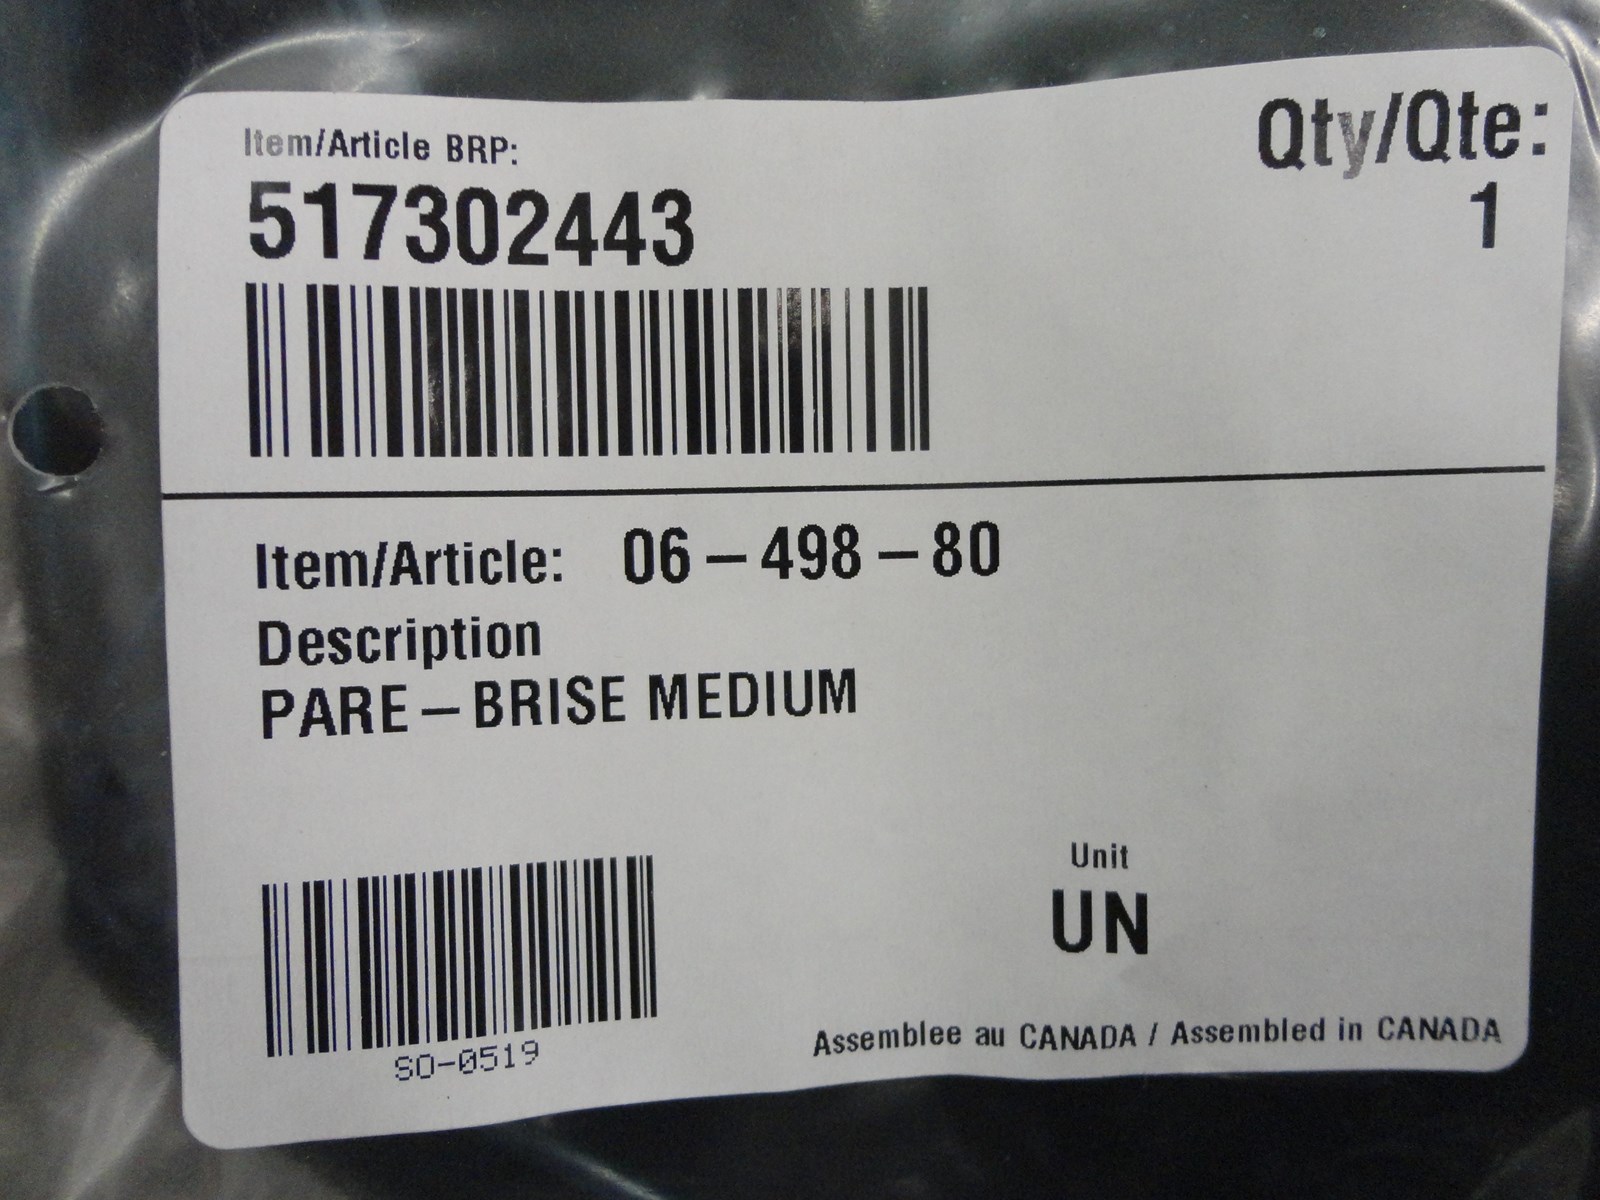 Item/Article BRP:
517302443
Qty/Qte:
1
Item/Article: 06-498-80
Description
PARE-BRISE MEDIUM
Unit
UN
SO-0519
Assemblee au CANADA / Assembled in CANADA